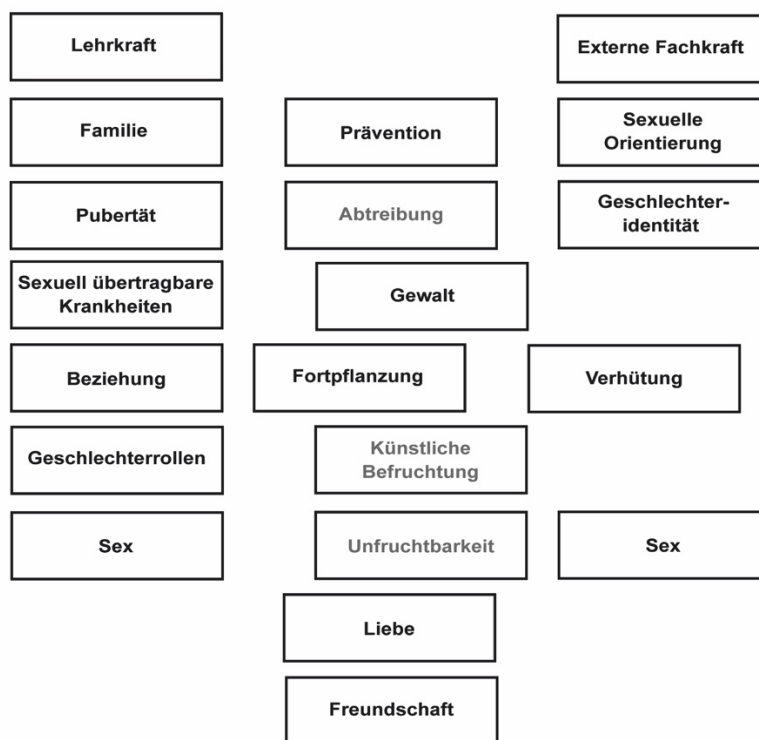 Lehrkraft
Externe Fachkraft
Familie
Prävention
Sexuelle
Orientierung
Pubertät
Abtreibung
Geschlechter-
identität
Sexuell übertragbare
Krankheiten
Gewalt
Beziehung
Fortpflanzung
Verhütung
Geschlechterrollen
Künstliche
Befruchtung
Sex
Unfruchtbarkeit
Sex
Liebe
Freundschaft